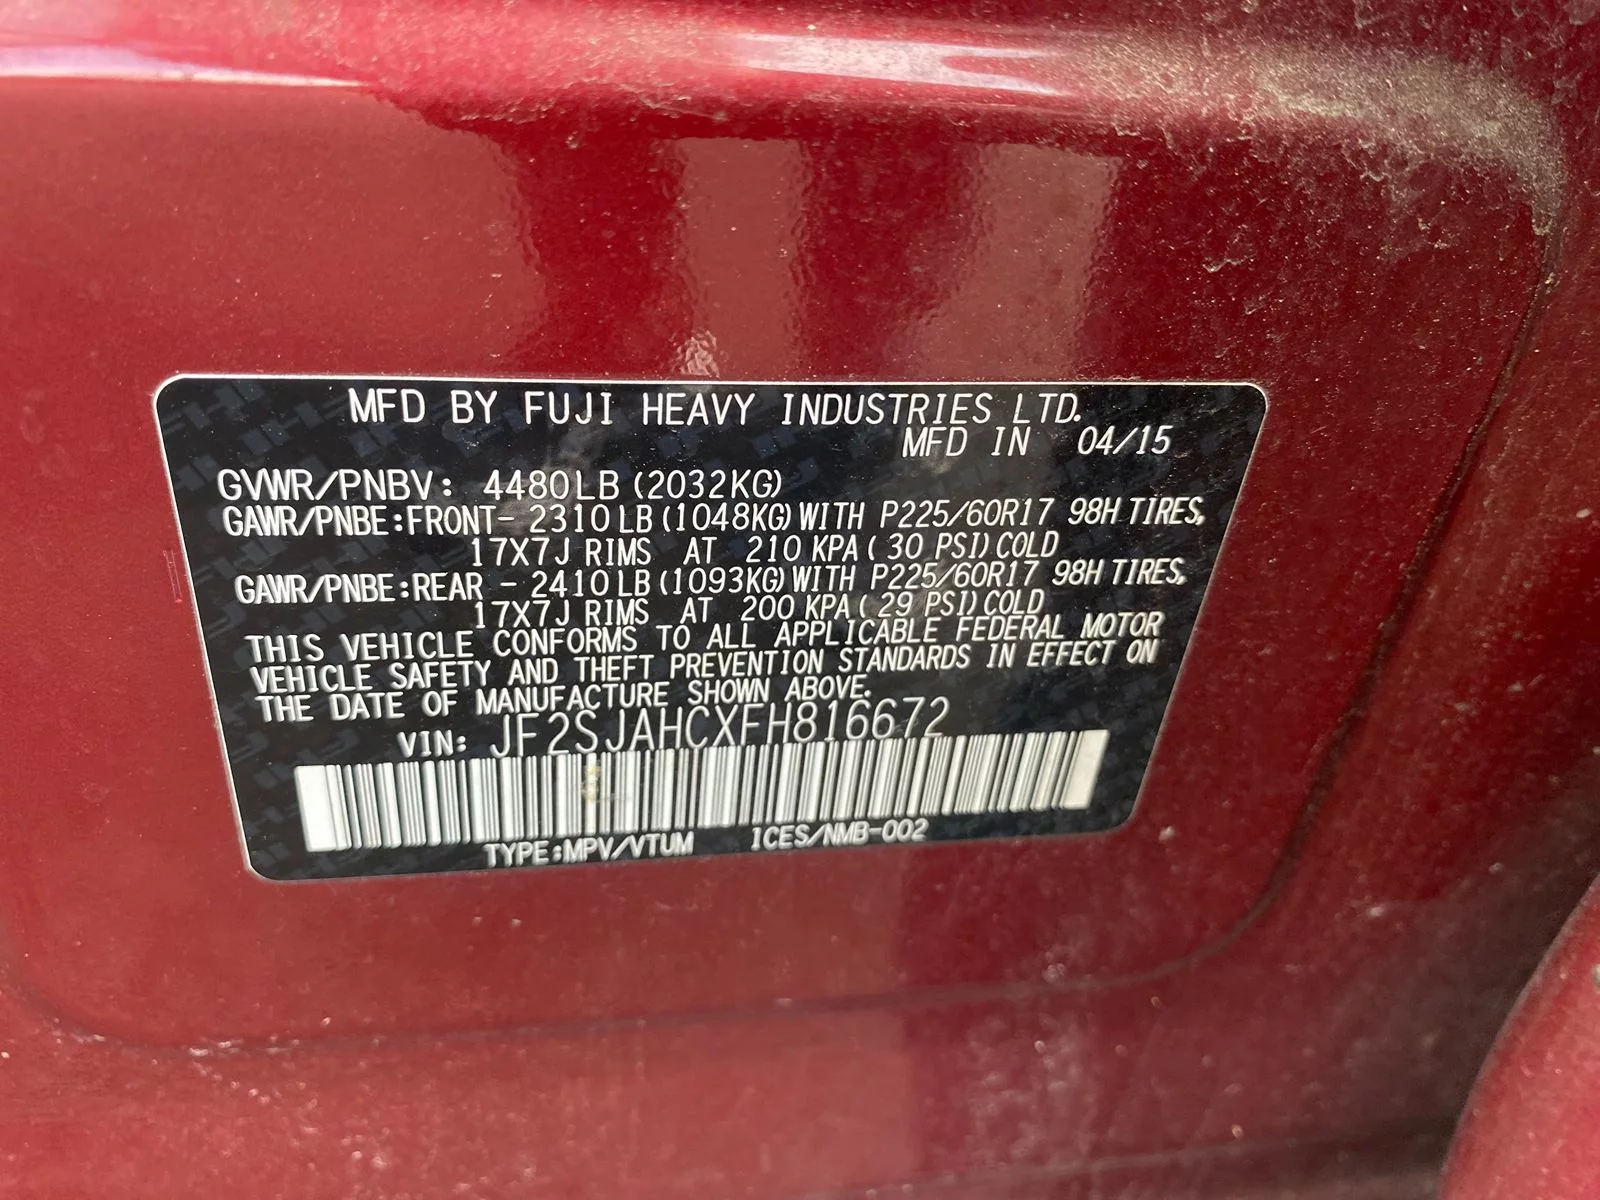 MFD BY FUJI HEAVY INDUSTRIES LTD.
MFD IN 04/15
GVWR/PNBV: 4480LB (2032KG)
GAWR/PNBE:FRONT- 2310LB(1048KG)WITH P225/60R17 98H TIRES,
17X7J RIMS AT 210 KPA( 30 PSI)COLD
GAWR/PNBE:REAR - 2410LB(1093KG)WITH P225/60R17 98H TIRES,
17X7J RIMS AT 200 KPA( 29 PSI)COLD
THIS VEHICLE CONFORMS TO ALL APPLICABLE FEDERAL MOTOR
VEHICLE SAFETY AND THEFT PREVENTION STANDARDS IN EFFECT ON
THE DATE OF MANUFACTURE SHOWN ABOVE.
VIN: JF2SJAHCXFH816672
TYPE:MPV/VTUM ICES/NMB-002